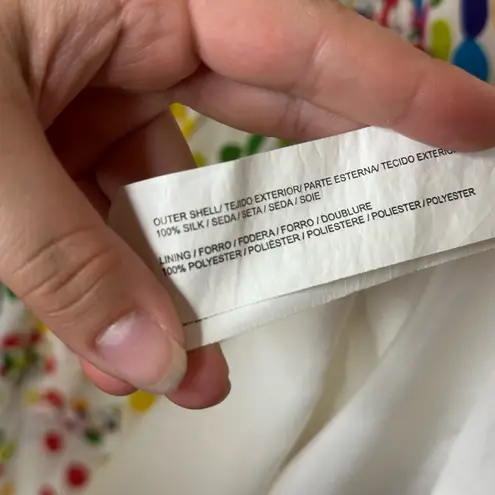 OUTER SHELL/ TEJIDO EXTERIOR/ PARTE ESTERNA/ TECIDO EXTERIOR
100% SILK / SEDA / SETA / SEDA / SOIE
LINING / FORRO / FODERA / FORRO / DOUBLURE
100% POLYESTER / POLIÉSTER / POLIESTERE / POLIESTER / POLYESTER